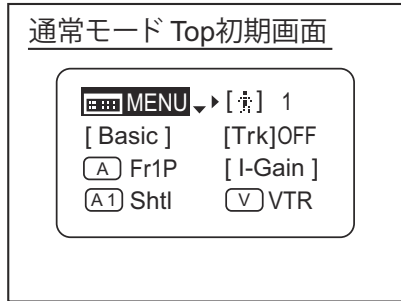 通常モード Top初期画面
MENU [ ] 1
[ Basic ] [Trk]OFF
A Fr1P [ I-Gain ]
A1 Shtl V VTR